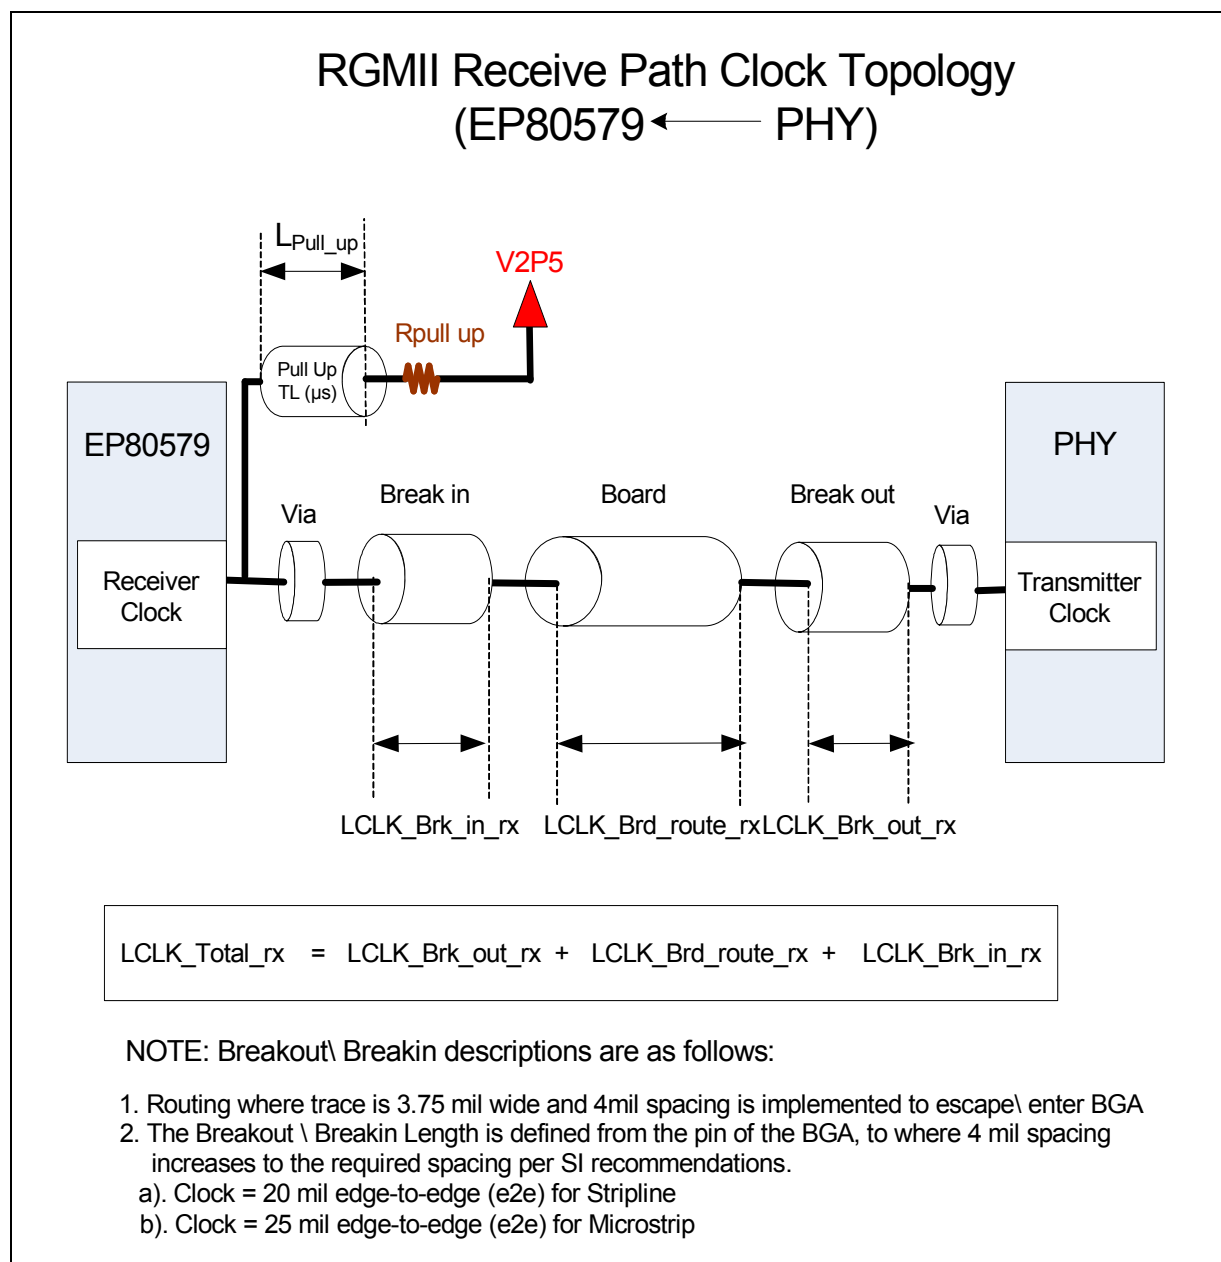 RGMII Receive Path Clock Topology
(EP80579 PHY)
LPull_up
V2P5
Rpull up
Pull Up
TL (µs)
EP80579
PHY
Break in
Board
Break out
Via
Via
Receiver
Clock
Transmitter
Clock
LCLK_Brk_in_rx
LCLK_Brd_route_rx
LCLK_Brk_out_rx
LCLK_Total_rx = LCLK_Brk_out_rx + LCLK_Brd_route_rx + LCLK_Brk_in_rx
NOTE: Breakout\ Breakin descriptions are as follows:
1. Routing where trace is 3.75 mil wide and 4mil spacing is implemented to escape\ enter BGA
2. The Breakout \ Breakin Length is defined from the pin of the BGA, to where 4 mil spacing
increases to the required spacing per SI recommendations.
a). Clock = 20 mil edge-to-edge (e2e) for Stripline
b). Clock = 25 mil edge-to-edge (e2e) for Microstrip